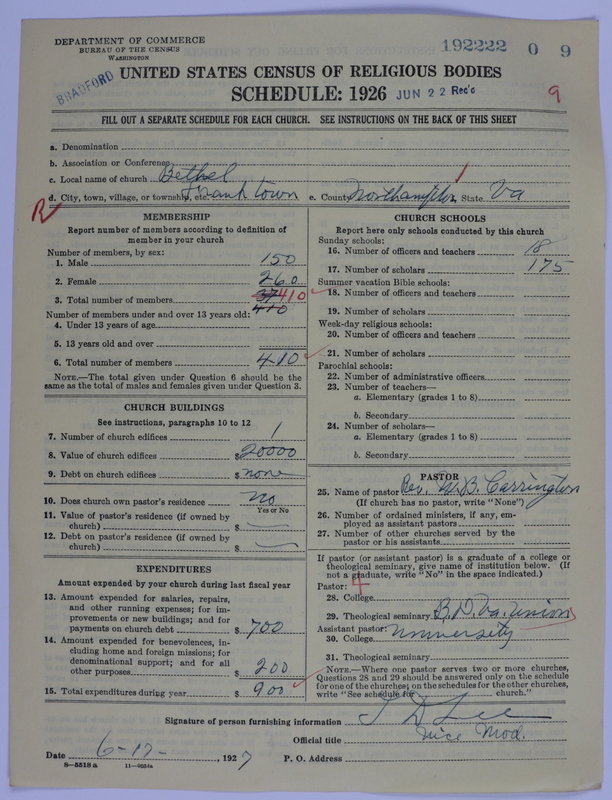 DEPARTMENT OF COMMERCE
BUREAU OF THE CENSUS
WASHINGTON
192222 0 9
BRADFORD
UNITED STATES CENSUS OF RELIGIOUS BODIES
SCHEDULE: 1926 JUN 22 Rec'd
9
FILL OUT A SEPARATE SCHEDULE FOR EACH CHURCH. SEE INSTRUCTIONS ON THE BACK OF THIS SHEET
a. Denomination
b. Association or Conference
c. Local name of church Bethel
d. City, town, village, or township, etc. Franktown e. County Northampton, State Va
R
MEMBERSHIP
Report number of members according to definition of
member in your church
Number of members, by sex:
1. Male 150
2. Female 260
3. Total number of members 410
410
Number of members under and over 13 years old:
4. Under 13 years of age
5. 13 years old and over
6. Total number of members 410
NOTE.—The total given under Question 6 should be the
same as the total of males and females given under Question 3.
CHURCH BUILDINGS
See instructions, paragraphs 10 to 12
7. Number of church edifices 1
8. Value of church edifices $20000
9. Debt on church edifices $ none
10. Does church own pastor's residence no
Yes or No
11. Value of pastor's residence (if owned by
church) $ —
12. Debt on pastor's residence (if owned by
church) $ —
EXPENDITURES
Amount expended by your church during last fiscal year
13. Amount expended for salaries, repairs,
and other running expenses; for im-
provements or new buildings; and for
payments on church debt $ 700
14. Amount expended for benevolences, in-
cluding home and foreign missions; for
denominational support; and for all
other purposes $ 200
15. Total expenditures during year $ 900
CHURCH SCHOOLS
Report here only schools conducted by this church
Sunday schools:
16. Number of officers and teachers 18
17. Number of scholars 175
Summer vacation Bible schools:
18. Number of officers and teachers
19. Number of scholars
Week-day religious schools:
20. Number of officers and teachers
21. Number of scholars
Parochial schools:
22. Number of administrative officers
23. Number of teachers—
a. Elementary (grades 1 to 8)
b. Secondary
24. Number of scholars—
a. Elementary (grades 1 to 8)
b. Secondary
PASTOR
25. Name of pastor Rev. W.B. Carrington
(If church has no pastor, write "None")
26. Number of ordained ministers, if any, em-
ployed as assistant pastors
27. Number of other churches served by the
pastor or his assistants
If pastor (or assistant pastor) is a graduate of a college or
theological seminary, give name of institution below. (If
not a graduate, write "No" in the space indicated.)
Pastor: 4
28. College
29. Theological seminary B.D. Va. Union
Assistant pastor: University
30. College
31. Theological seminary
NOTE.—Where one pastor serves two or more churches,
Questions 28 and 29 should be answered only on the schedule
for one of the churches; on the schedules for the other churches,
write "See schedule for church."
Signature of person furnishing information
Official title Vice Mod.
Date 6-17-, 1927 P. O. Address
8—5518a 11—9084a